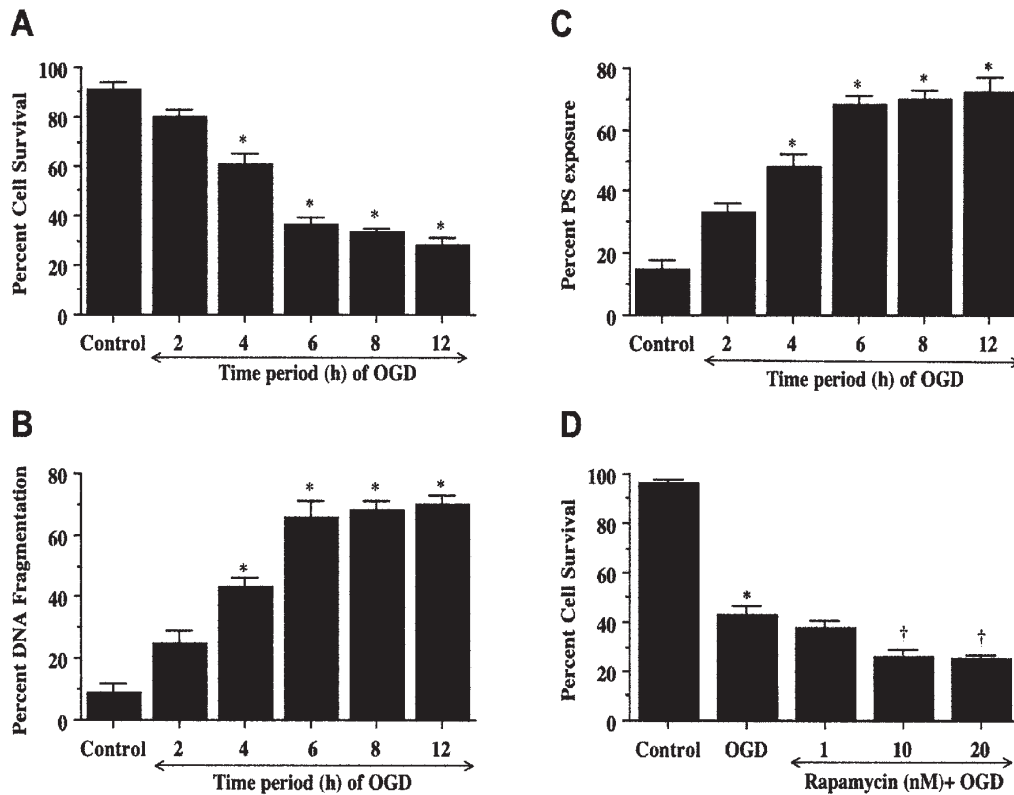 A
Percent Cell Survival
100
80
60
40
20
0
*
*
*
*
Control 2 4 6 8 12
Time period (h) of OGD
C
Percent PS exposure
80
60
40
20
0
*
*
*
*
Control 2 4 6 8 12
Time period (h) of OGD
B
Percent DNA Fragmentation
80
60
40
20
0
*
*
*
*
Control 2 4 6 8 12
Time period (h) of OGD
D
Percent Cell Survival
100
80
60
40
20
0
*
†
†
Control OGD 1 10 20
Rapamycin (nM)+ OGD